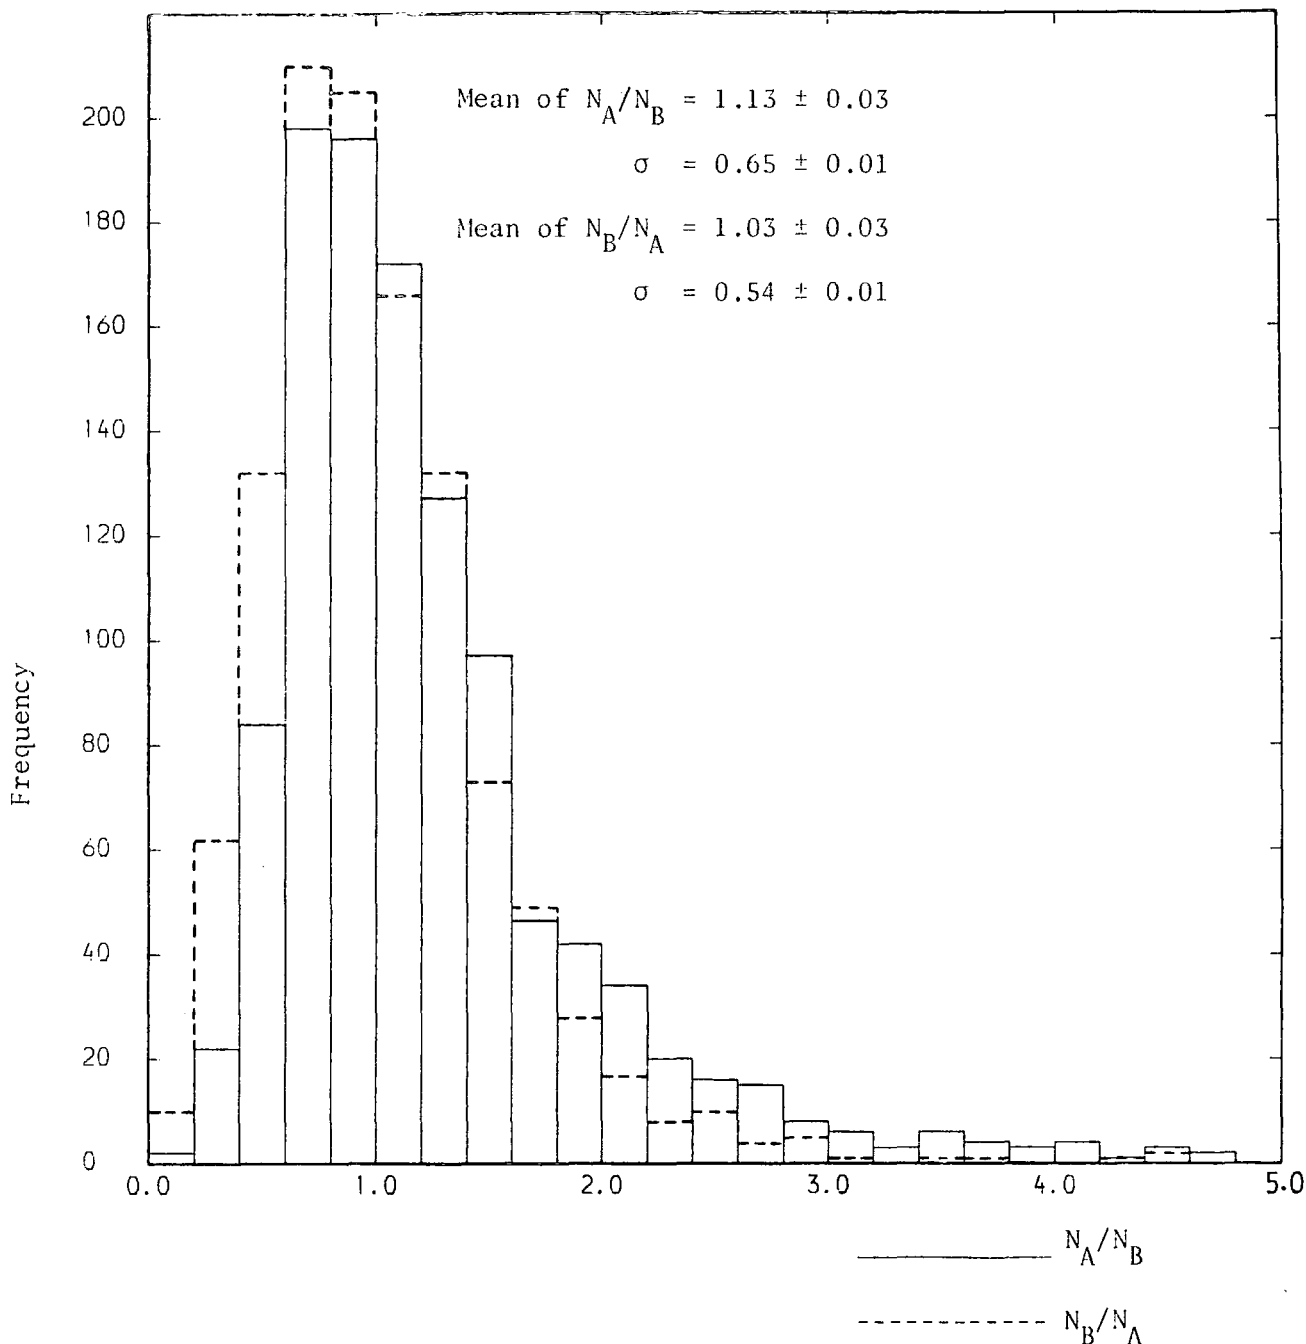 200
180
160
140
120
100
80
60
40
20
0
Frequency
Mean of N_A/N_B = 1.13 ± 0.03
σ = 0.65 ± 0.01
Mean of N_B/N_A = 1.03 ± 0.03
σ = 0.54 ± 0.01
0.0 1.0 2.0 3.0 4.0 5.0
N_A/N_B
N_B/N_A